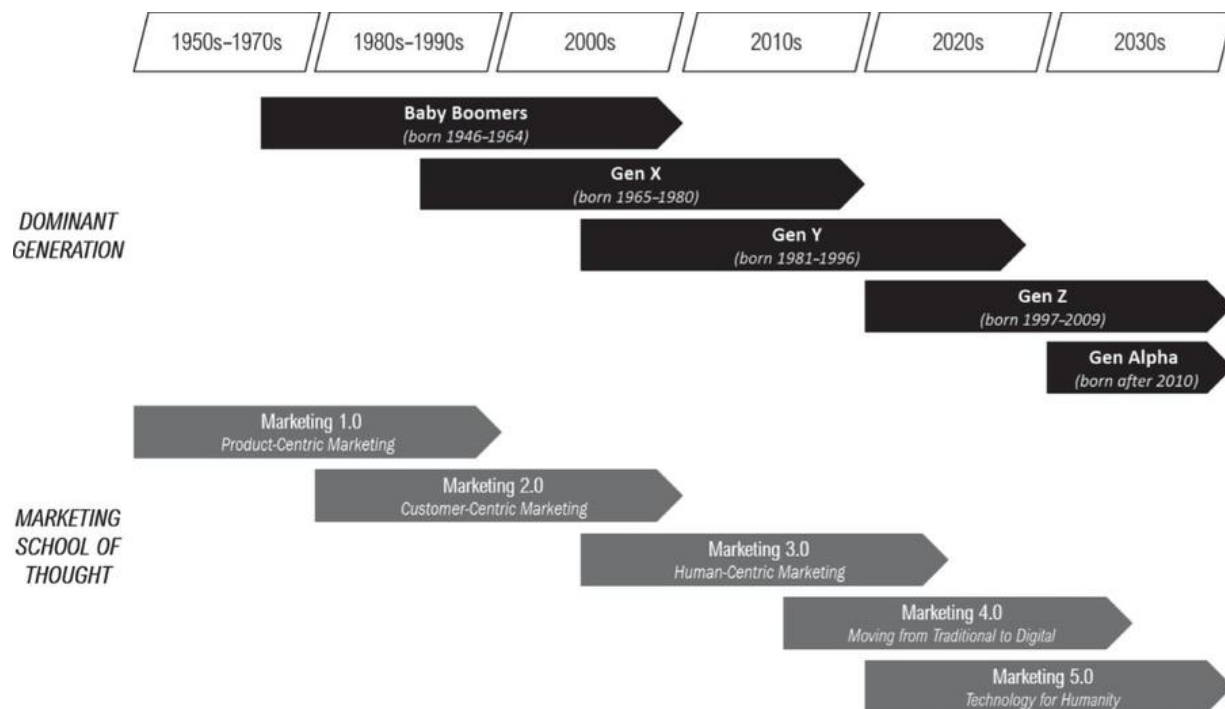 1950s–1970s
1980s–1990s
2000s
2010s
2020s
2030s
Baby Boomers
(born 1946–1964)
Gen X
(born 1965–1980)
DOMINANT
GENERATION
Gen Y
(born 1981–1996)
Gen Z
(born 1997–2009)
Gen Alpha
(born after 2010)
Marketing 1.0
Product-Centric Marketing
Marketing 2.0
Customer-Centric Marketing
MARKETING
SCHOOL OF
THOUGHT
Marketing 3.0
Human-Centric Marketing
Marketing 4.0
Moving from Traditional to Digital
Marketing 5.0
Technology for Humanity